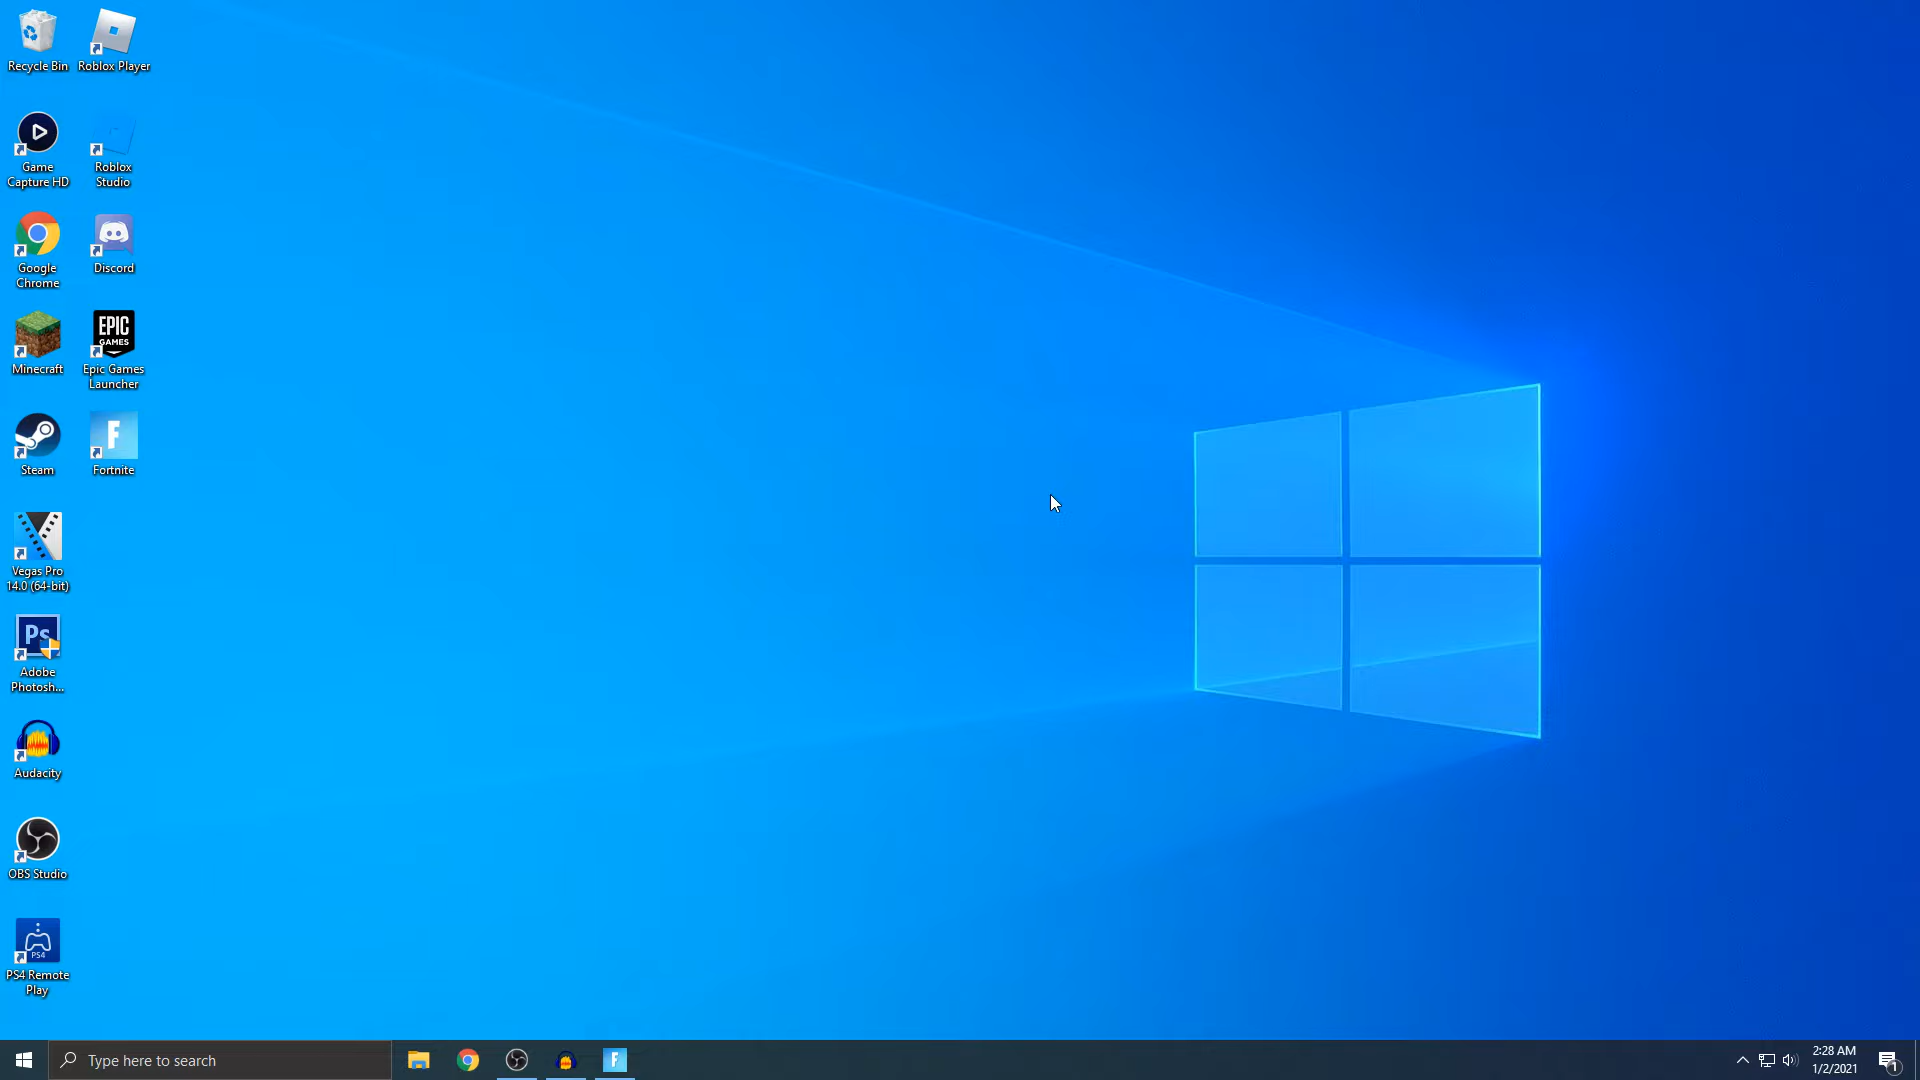 Recycle Bin
Roblox Player
Game
Capture HD
Roblox
Studio
Google
Chrome
Discord
Minecraft
EPIC
GAMES
Epic Games
Launcher
Steam
F
Fortnite
Vegas Pro
14.0 (64-bit)
Ps
Adobe
Photosh...
Audacity
OBS Studio
PS4
PS4 Remote
Play
Type here to search
F
2:28 AM
1/2/2021
1